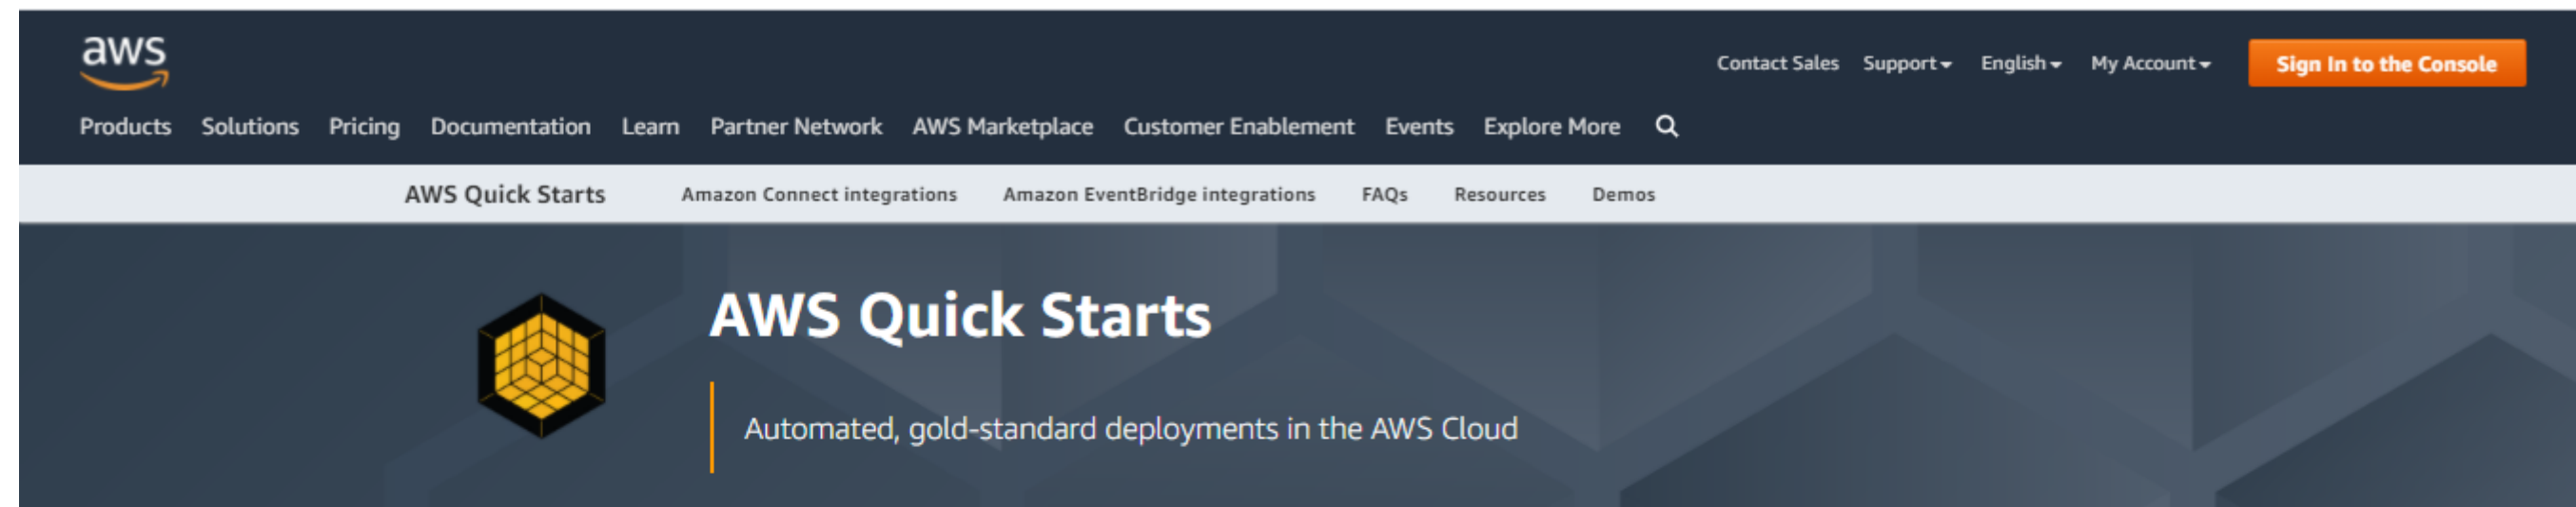 aws
Contact Sales Support English My Account Sign In to the Console
Products Solutions Pricing Documentation Learn Partner Network AWS Marketplace Customer Enablement Events Explore More
AWS Quick Starts Amazon Connect integrations Amazon EventBridge integrations FAQs Resources Demos
AWS Quick Starts
Automated, gold-standard deployments in the AWS Cloud